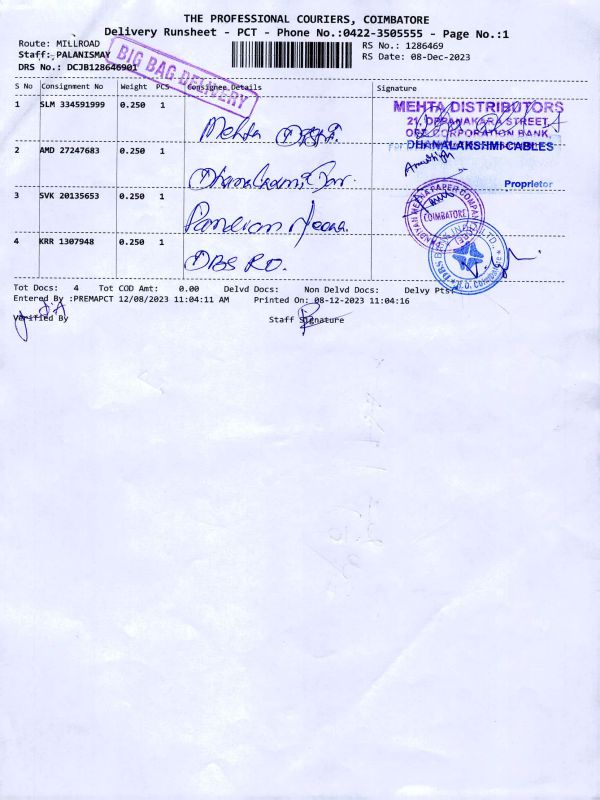 THE PROFESSIONAL COURIERS, COIMBATORE
Delivery Runsheet - PCT - Phone No.:0422-3505555 - Page No.:1
Route: MILLROAD
RS No.: 1286469
Staff: PALANISMAY
RS Date: 08-Dec-2023
DRS No.: DCJB128646901
BIG BAG DELIVERY
S No Consignment No Weight PCS Consignee Details Signature
1 SLM 334591999 0.250 1
Mehta
MEHTA DISTRIBUTORS
STREET,
OPP. CORPORATION BANK,
2 AMD 27247683 0.250 1
DHANALAKSHMI CABLES
Proprietor
3 SVK 20135653 0.250 1
Pandian
COIMBATORE
4 KRR 1307948 0.250 1
DBS RO.
Tot Docs: 4 Tot COD Amt: 0.00 Delvd Docs: Non Delvd Docs: Delvy Pts:
Entered By :PREMAPCT 12/08/2023 11:04:11 AM Printed On: 08-12-2023 11:04:16
Verified By Staff Signature